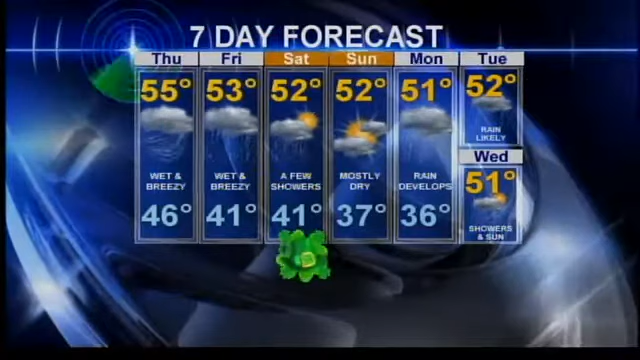 7 DAY FORECAST
Thu
55°
WET &
BREEZY
46°
Fri
53°
WET &
BREEZY
41°
Sat
52°
A FEW
SHOWERS
41°
Sun
52°
MOSTLY
DRY
37°
Mon
51°
RAIN
DEVELOPS
36°
Tue
52°
RAIN
LIKELY
Wed
51°
SHOWERS
& SUN